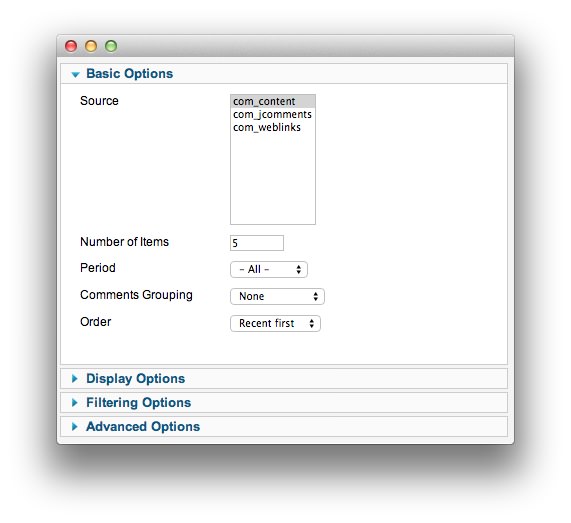 Basic Options
Source
com_content
com_jcomments
com_weblinks
Number of Items 5
Period - All -
Comments Grouping None
Order Recent first
Display Options
Filtering Options
Advanced Options